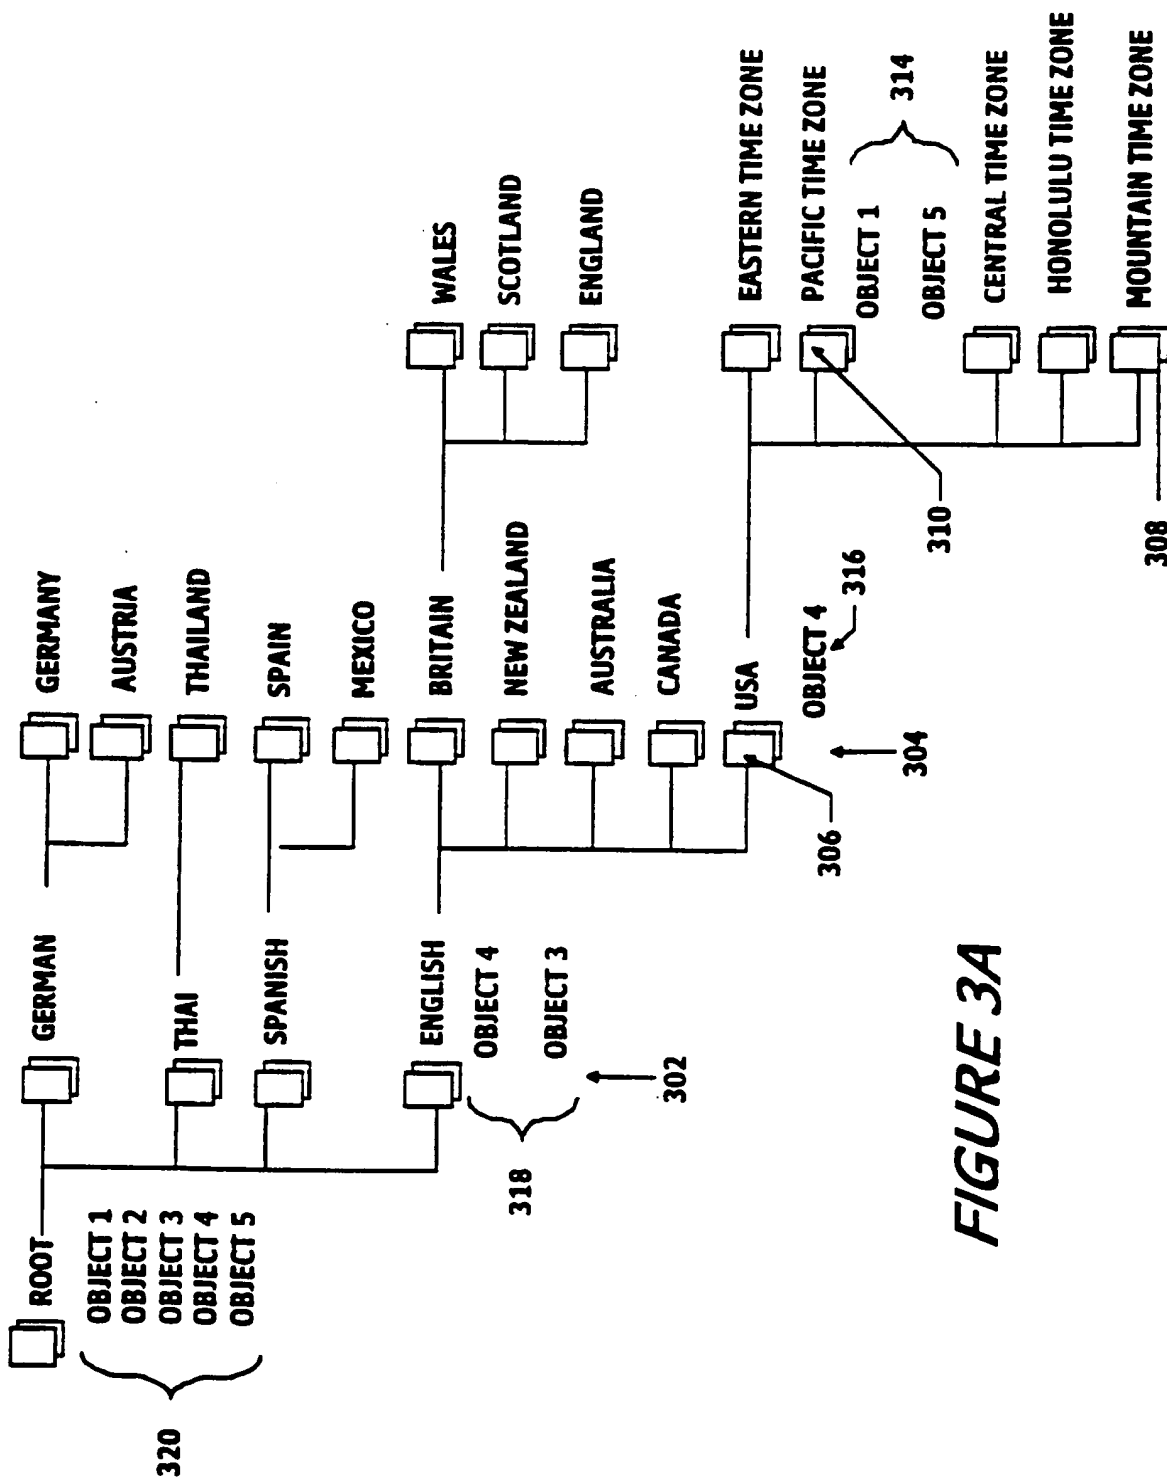 ROOT
OBJECT 1
OBJECT 2
OBJECT 3
OBJECT 4
OBJECT 5
320
GERMAN
THAI
SPANISH
ENGLISH
OBJECT 4
OBJECT 3
318
302
GERMANY
AUSTRIA
THAILAND
SPAIN
MEXICO
BRITAIN
NEW ZEALAND
AUSTRALIA
CANADA
USA
OBJECT 4
316
306
304
WALES
SCOTLAND
ENGLAND
EASTERN TIME ZONE
PACIFIC TIME ZONE
OBJECT 1
OBJECT 5
314
310
CENTRAL TIME ZONE
HONOLULU TIME ZONE
MOUNTAIN TIME ZONE
308
FIGURE 3A